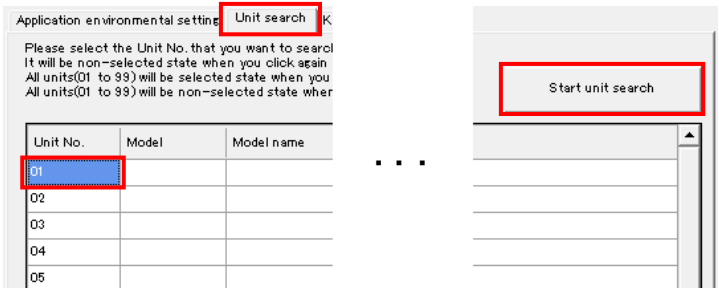 Application environmental setting Unit search K
Please select the Unit No. that you want to search
It will be non-selected state when you click again
All units(01 to 99) will be selected state when you
All units(01 to 99) will be non-selected state when
Start unit search
Unit No. Model Model name
01
...
02
03
04
05